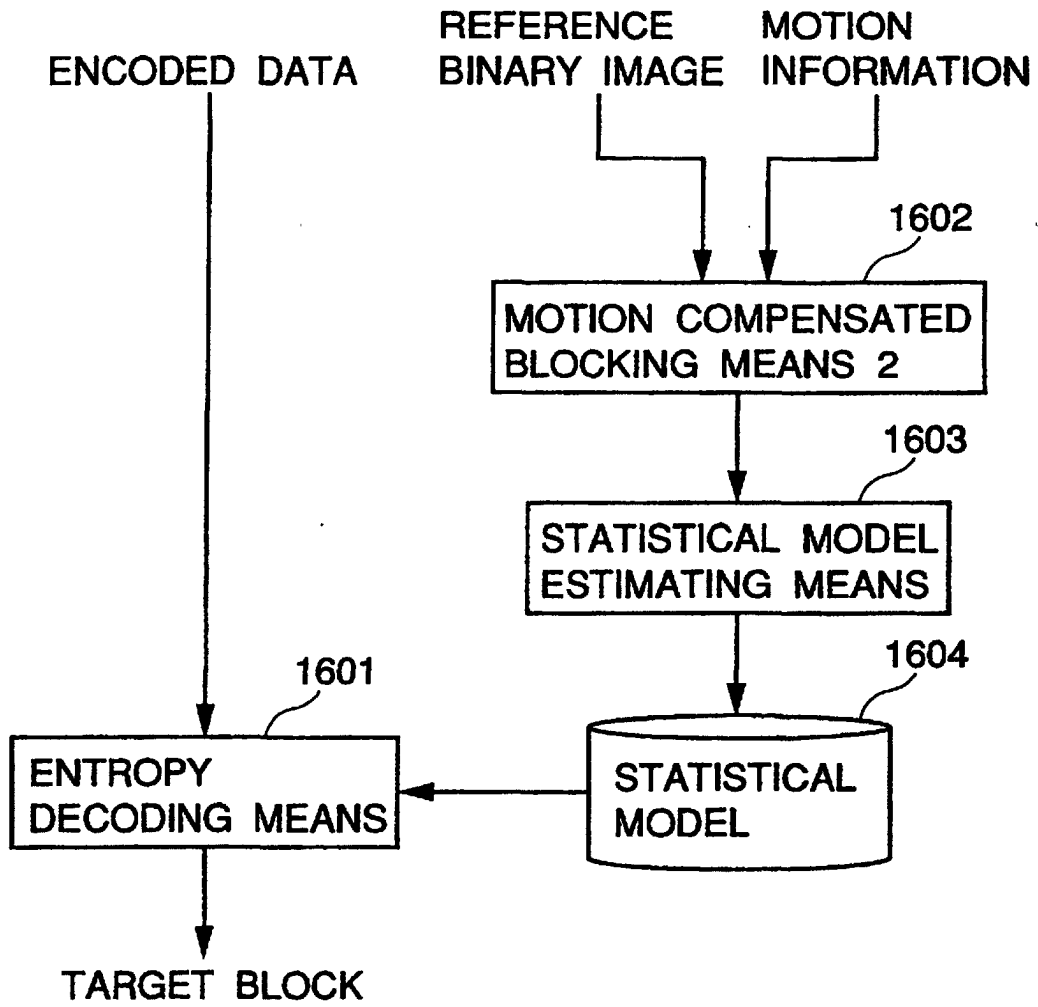 ENCODED DATA
REFERENCE
BINARY IMAGE
MOTION
INFORMATION
1602
MOTION COMPENSATED
BLOCKING MEANS 2
1603
STATISTICAL MODEL
ESTIMATING MEANS
1604
STATISTICAL
MODEL
1601
ENTROPY
DECODING MEANS
TARGET BLOCK